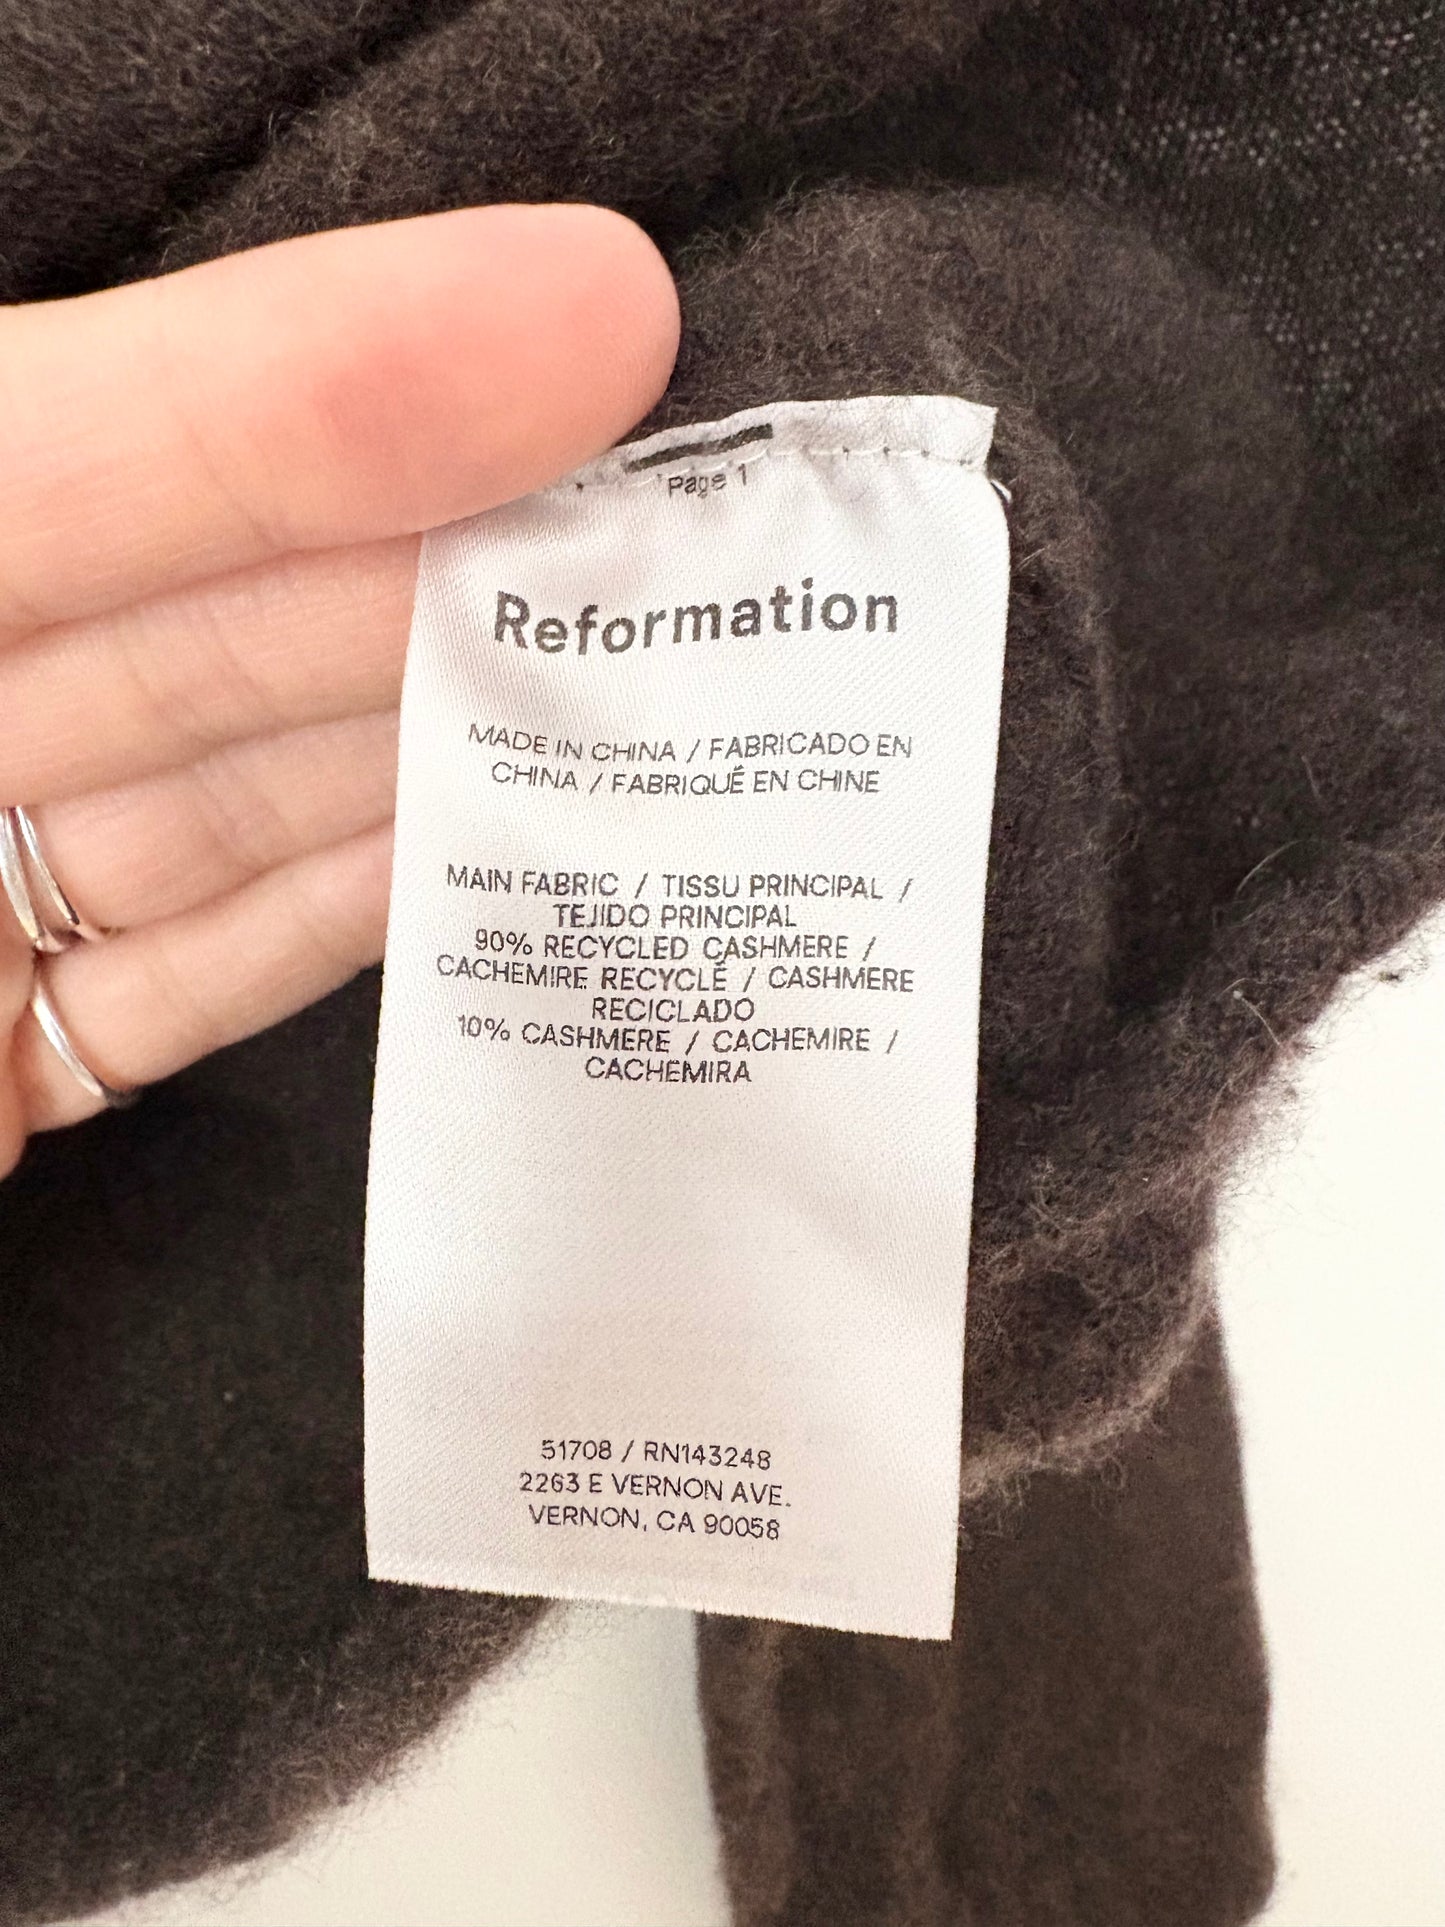 Page 1
Reformation
MADE IN CHINA / FABRICADO EN
CHINA / FABRIQUÉ EN CHINE
MAIN FABRIC / TISSU PRINCIPAL /
TEJIDO PRINCIPAL
90% RECYCLED CASHMERE /
CACHEMIRE RECYCLÉ / CASHMERE
RECICLADO
10% CASHMERE / CACHEMIRE /
CACHEMIRA
51708 / RN143248
2263 E VERNON AVE.
VERNON, CA 90058